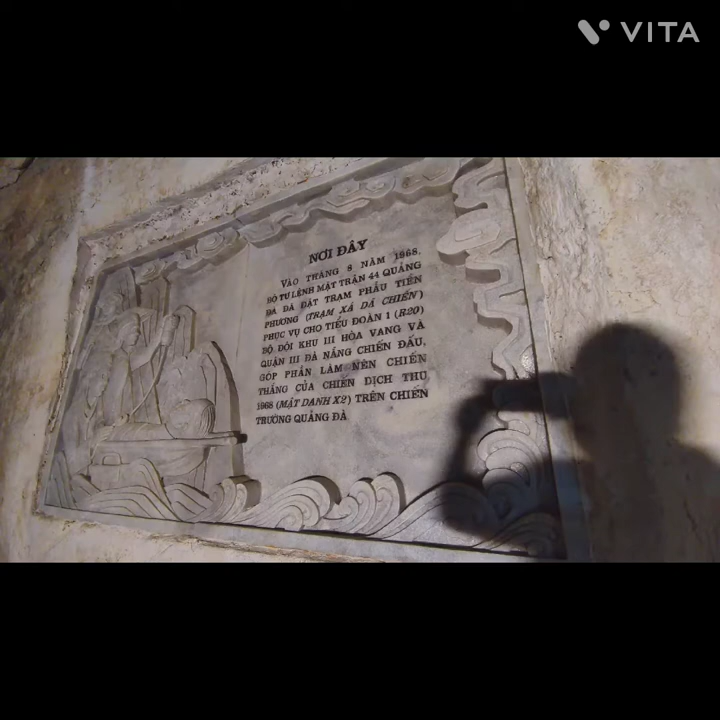 VITA
NƠI ĐÂY
VÀO THÁNG 8 NĂM 1968,
BỘ TƯ LỆNH MẶT TRẬN 44 QUẢNG
ĐÀ ĐÃ ĐẶT TRẠM PHẪU TIỀN
PHƯƠNG (TRẠM XÁ DÃ CHIẾN)
PHỤC VỤ CHO TIỂU ĐOÀN 1 (R20)
BỘ ĐỘI KHU III HÒA VANG VÀ
QUẬN III ĐÀ NẴNG CHIẾN ĐẤU,
GÓP PHẦN LÀM NÊN CHIẾN
THẮNG CỦA CHIẾN DỊCH THU
1968 (MẬT DANH X2) TRÊN CHIẾN
TRƯỜNG QUẢNG ĐÀ